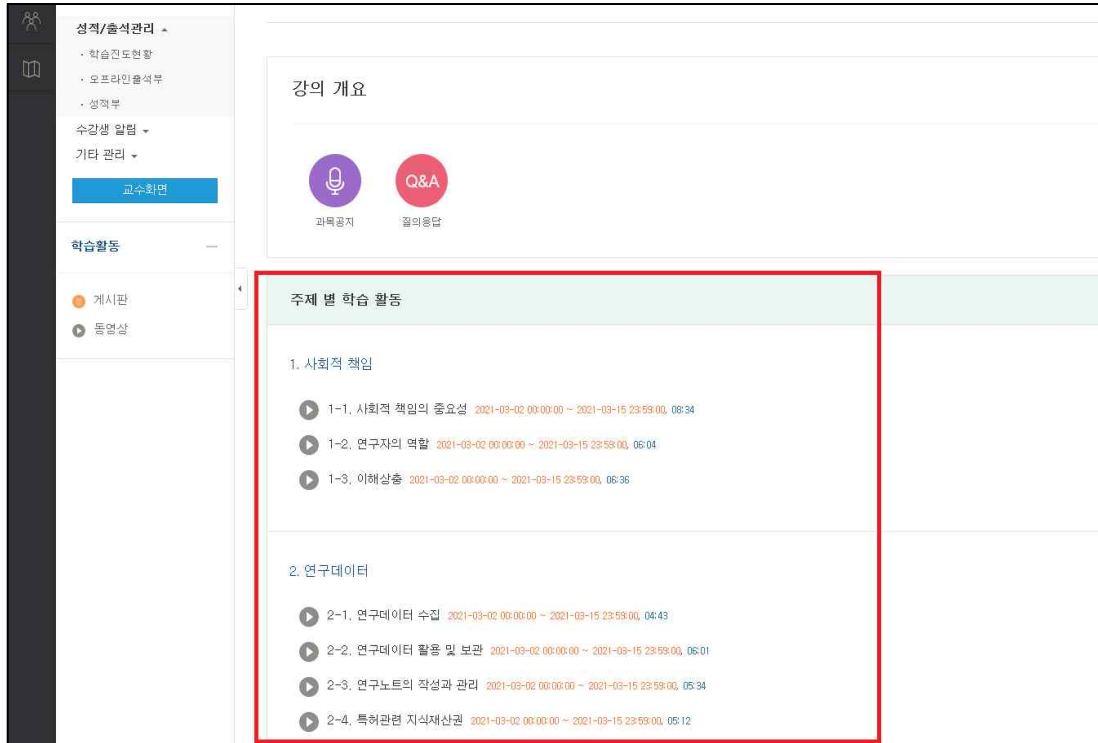 성적/출석관리
· 학습진도현황
· 오프라인출석부
· 성적부
수강생 알림
기타 관리
교수화면
학습활동
게시판
동영상
강의 개요
Q&A
과목공지
질의응답
주제 별 학습 활동
1. 사회적 책임
1-1. 사회적 책임의 중요성 2021-03-02 00:00:00 ~ 2021-03-15 23:59:00, 08:34
1-2. 연구자의 역할 2021-03-02 00:00:00 ~ 2021-03-15 23:59:00, 06:04
1-3. 이해상충 2021-03-02 00:00:00 ~ 2021-03-15 23:59:00, 06:36
2. 연구데이터
2-1. 연구데이터 수집 2021-03-02 00:00:00 ~ 2021-03-15 23:59:00, 04:43
2-2. 연구데이터 활용 및 보관 2021-03-02 00:00:00 ~ 2021-03-15 23:59:00, 06:01
2-3. 연구노트의 작성과 관리 2021-03-02 00:00:00 ~ 2021-03-15 23:59:00, 05:34
2-4. 특허관련 지식재산권 2021-03-02 00:00:00 ~ 2021-03-15 23:59:00, 05:12